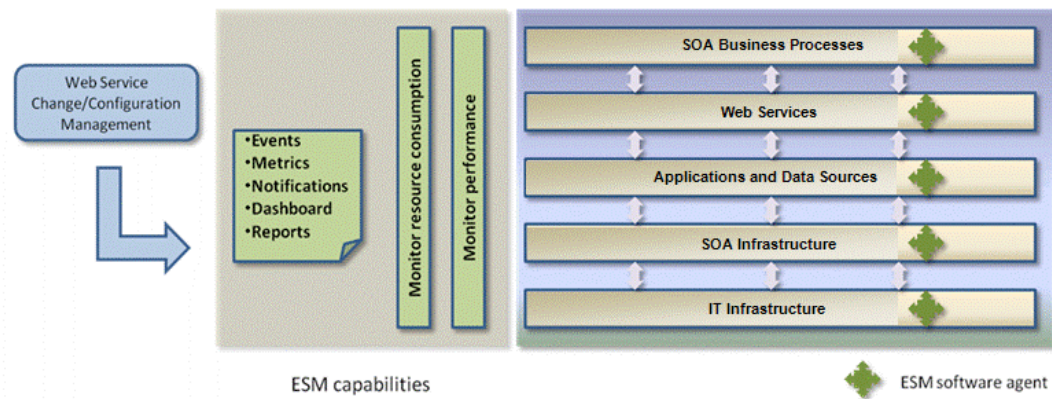 Web Service
Change/Configuration
Management
•Events
•Metrics
•Notifications
•Dashboard
•Reports
Monitor resource consumption
Monitor performance
SOA Business Processes
Web Services
Applications and Data Sources
SOA Infrastructure
IT Infrastructure
ESM capabilities
ESM software agent